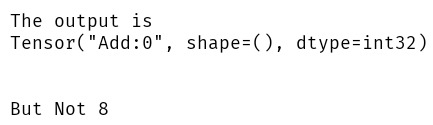 The output is
Tensor("Add:0", shape=(), dtype=int32)
But Not 8